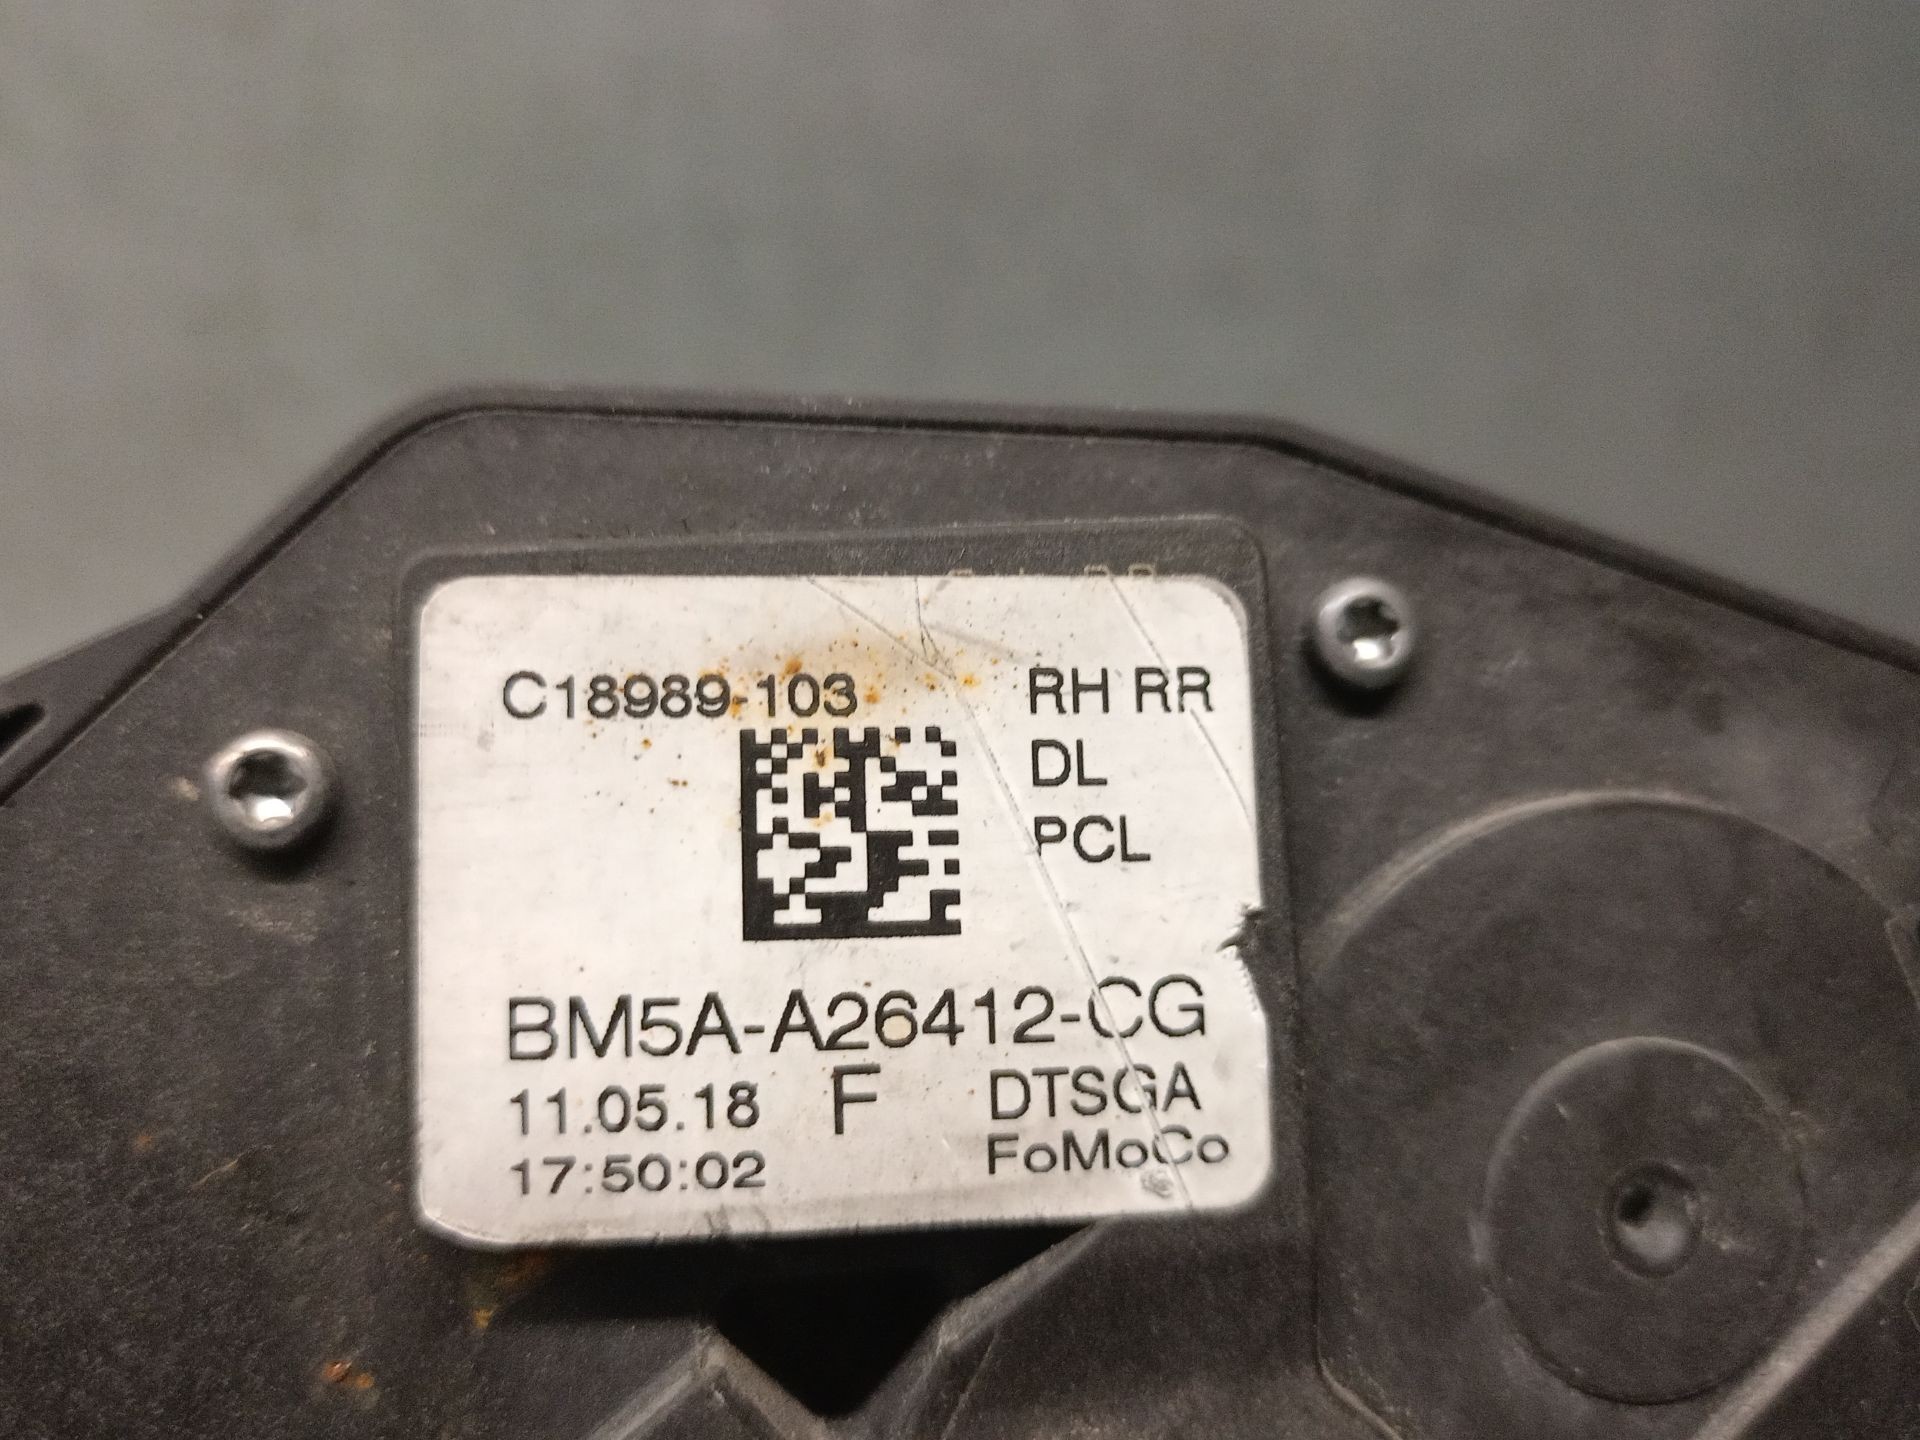 C18989-103 RH RR
DL
PCL
BM5A-A26412-CG
11.05.18 F DTSGA
17:50:02 FoMoCo